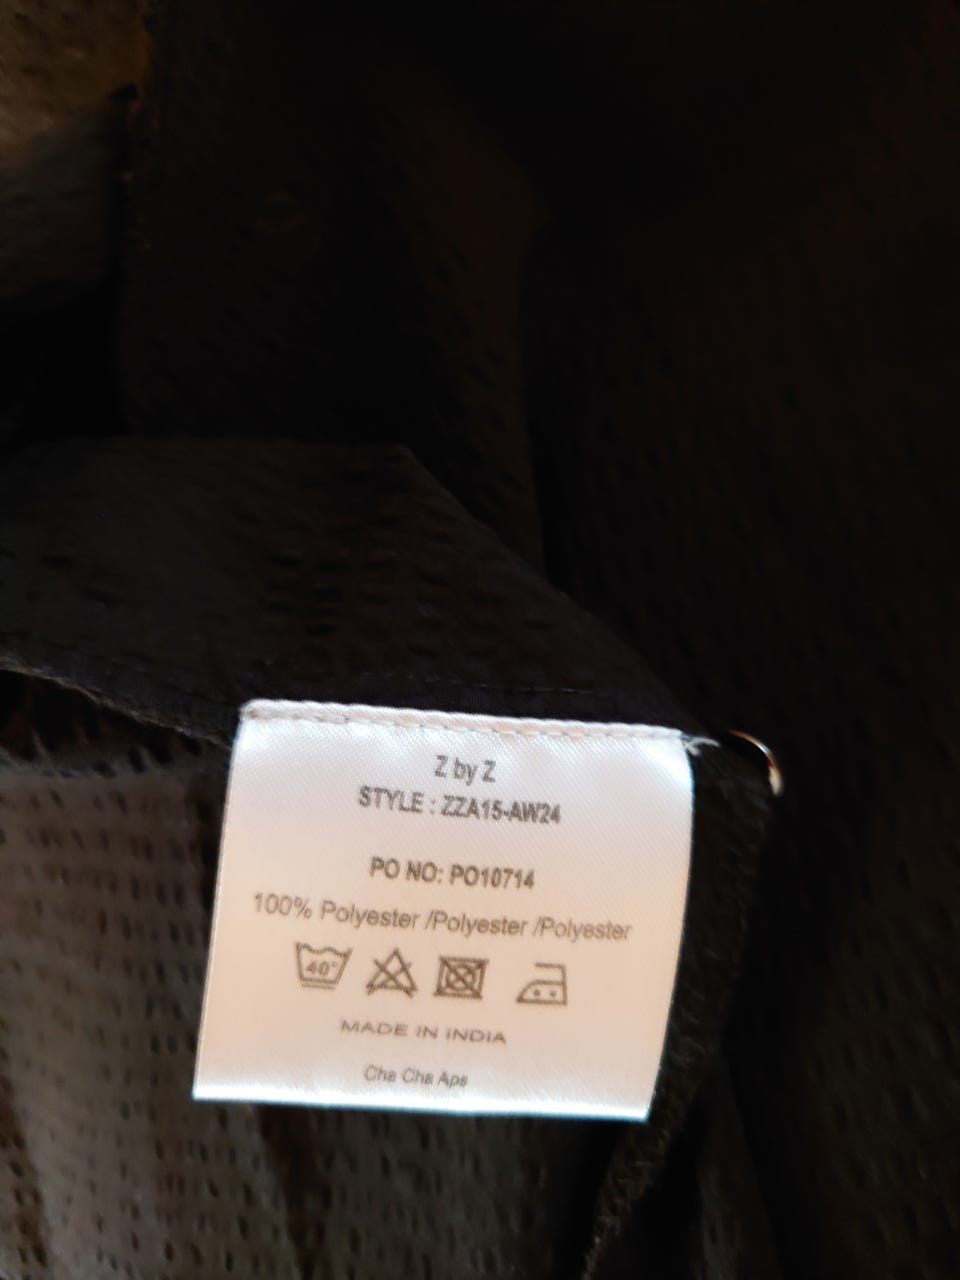 Z by Z
STYLE : ZZA15-AW24
PO NO: PO10714
100% Polyester /Polyester /Polyester
40°
MADE IN INDIA
Cha Cha Aps